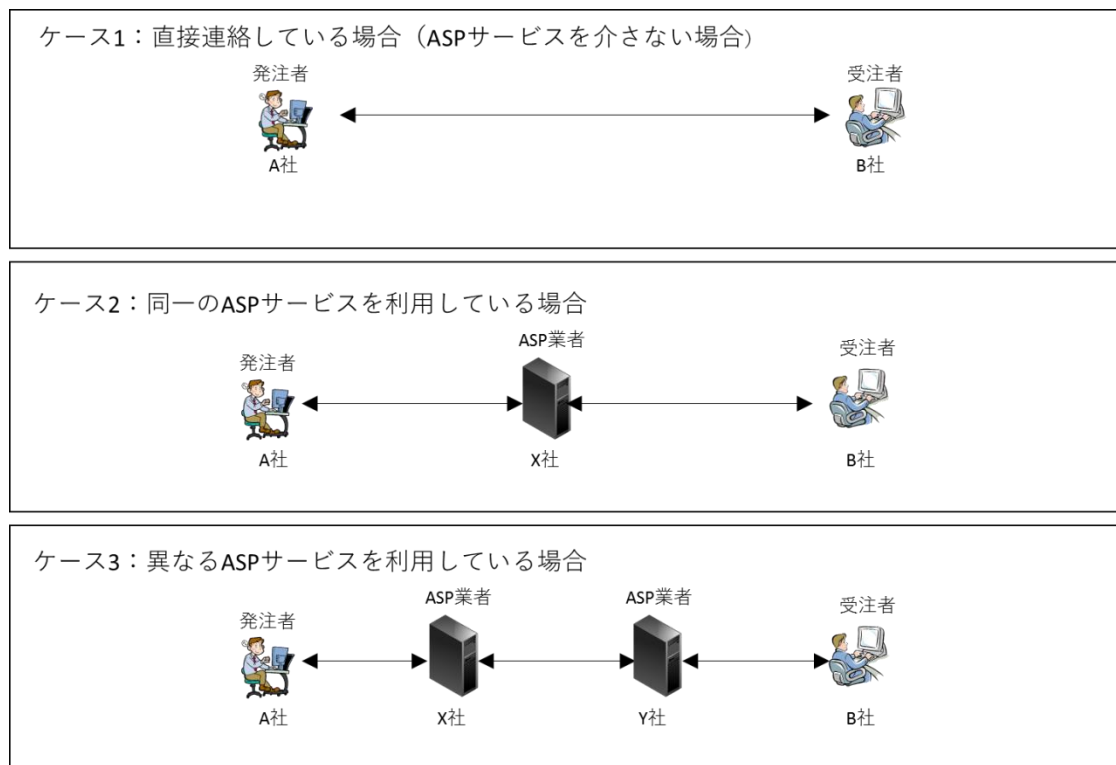 ケース1：直接連絡している場合（ASPサービスを介さない場合)
発注者
受注者
A社
B社
ケース2：同一のASPサービスを利用している場合
ASP業者
発注者
受注者
A社
X社
B社
ケース3：異なるASPサービスを利用している場合
ASP業者
ASP業者
発注者
受注者
A社
X社
Y社
B社